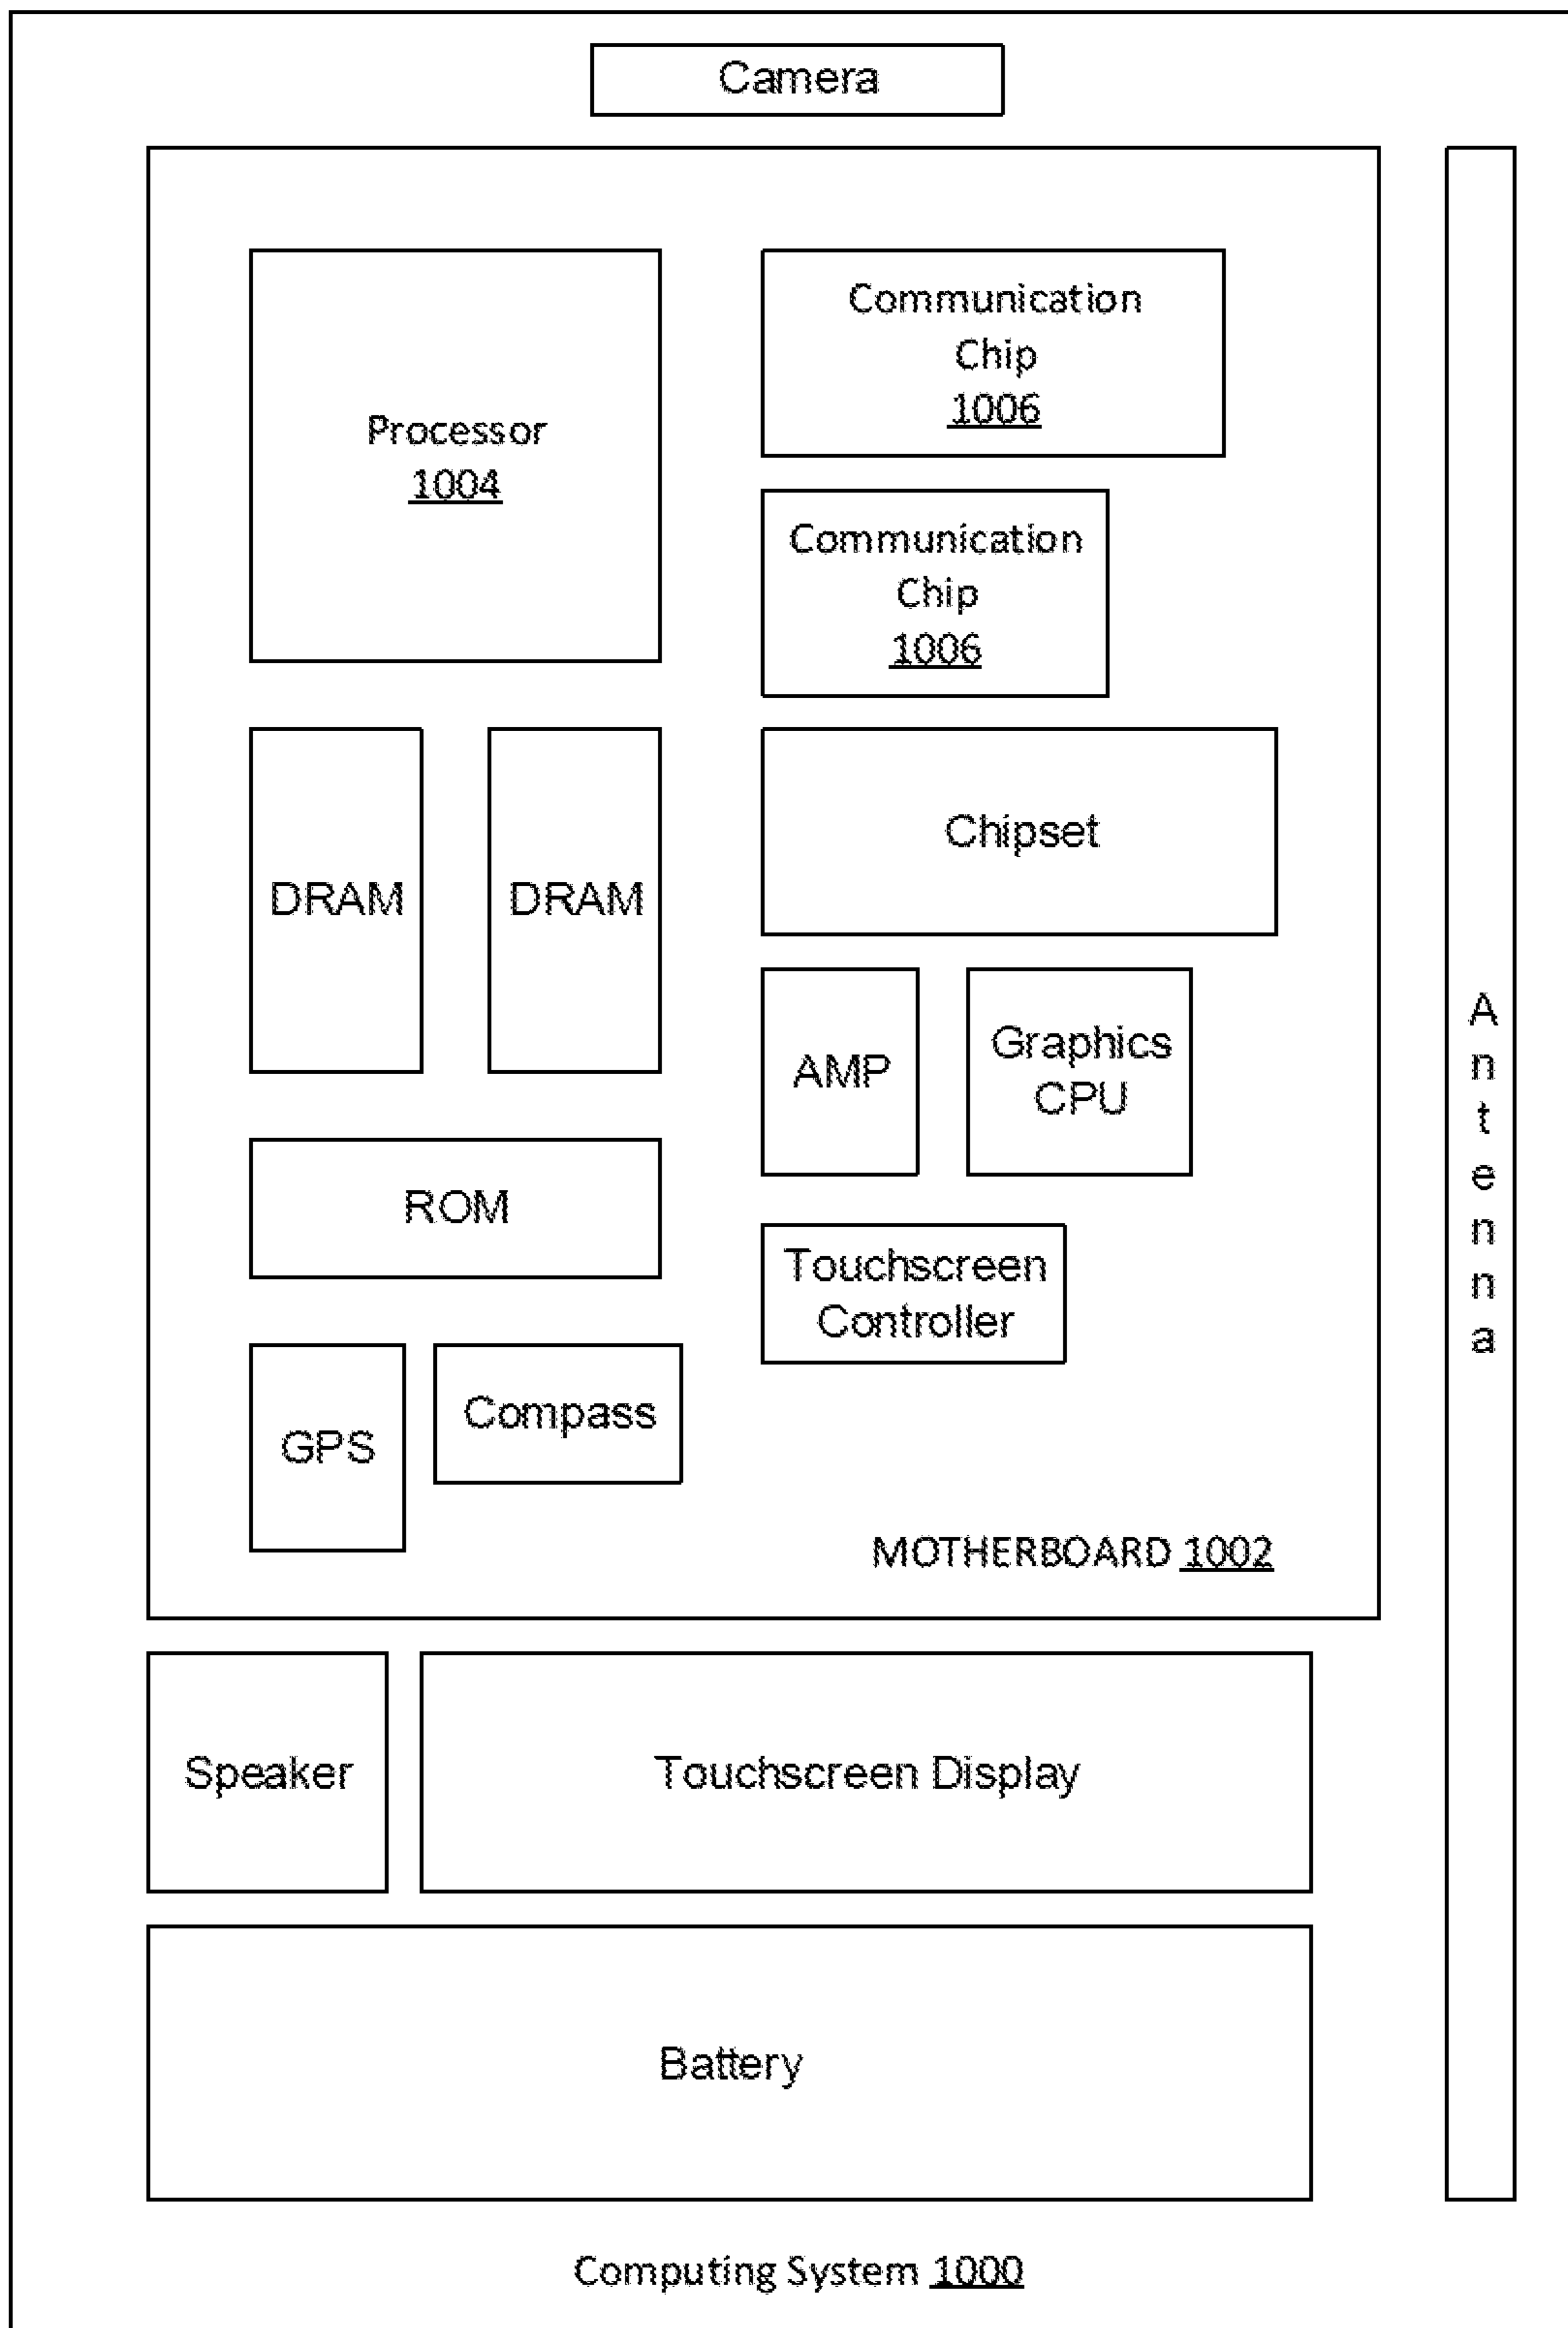 Camera
Processor
1004
Communication
Chip
1006
Communication
Chip
1006
DRAM
DRAM
Chipset
AMP
Graphics
CPU
ROM
Touchscreen
Controller
GPS
Compass
MOTHERBOARD 1002
Antenna
Speaker
Touchscreen Display
Battery
Computing System 1000